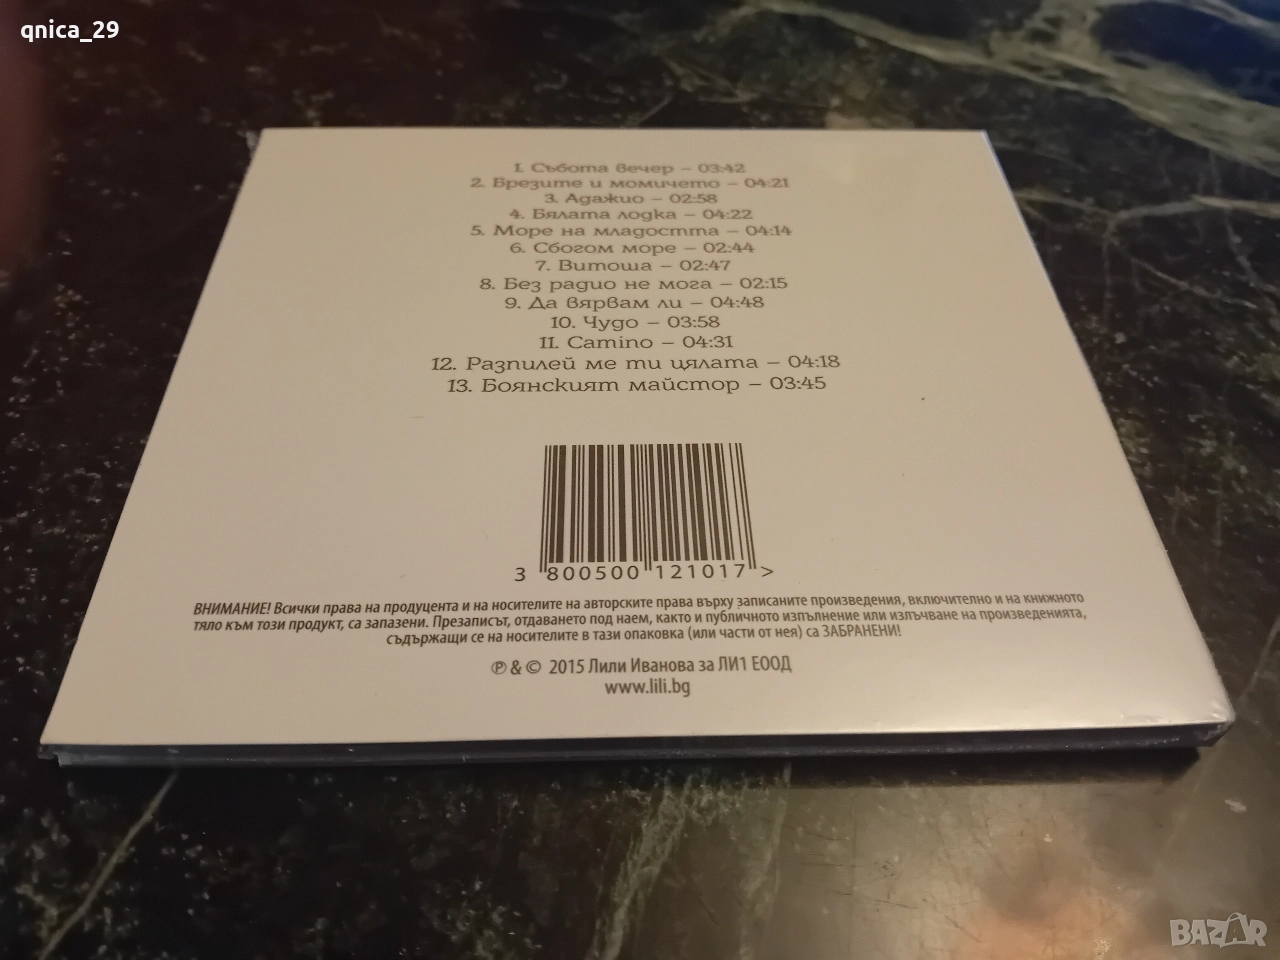 qnica_29
1. Събота вечер – 03:42
2. Брезите и момичето – 04:21
3. Адажио – 02:58
4. Бялата лодка – 04:22
5. Море на младостта – 04:14
6. Сбогом море – 02:44
7. Витоша – 02:47
8. Без радио не мога – 02:15
9. Да вярвам ли – 04:48
10. Чудо – 03:58
11. Camino – 04:31
12. Разпилей ме ти цялата – 04:18
13. Боянският майстор – 03:45
3 800500 121017 >
ВНИМАНИЕ! Всички права на продуцента и на носителите на авторските права върху записаните произведения, включително и на книжното
тяло към този продукт, са запазени. Презаписът, отдаването под наем, както и публичното изпълнение или излъчване на произведенията,
съдържащи се на носителите в тази опаковка (или части от нея) са ЗАБРАНЕНИ!
℗ & © 2015 Лили Иванова за ЛИ1 ЕООД
www.lili.bg
BAZAR